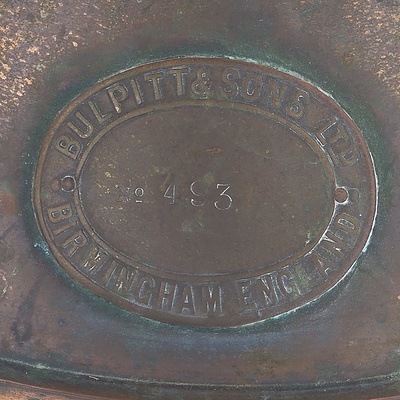 BULPITT & SONS LTD
No 493
BIRMINGHAM ENGLAND